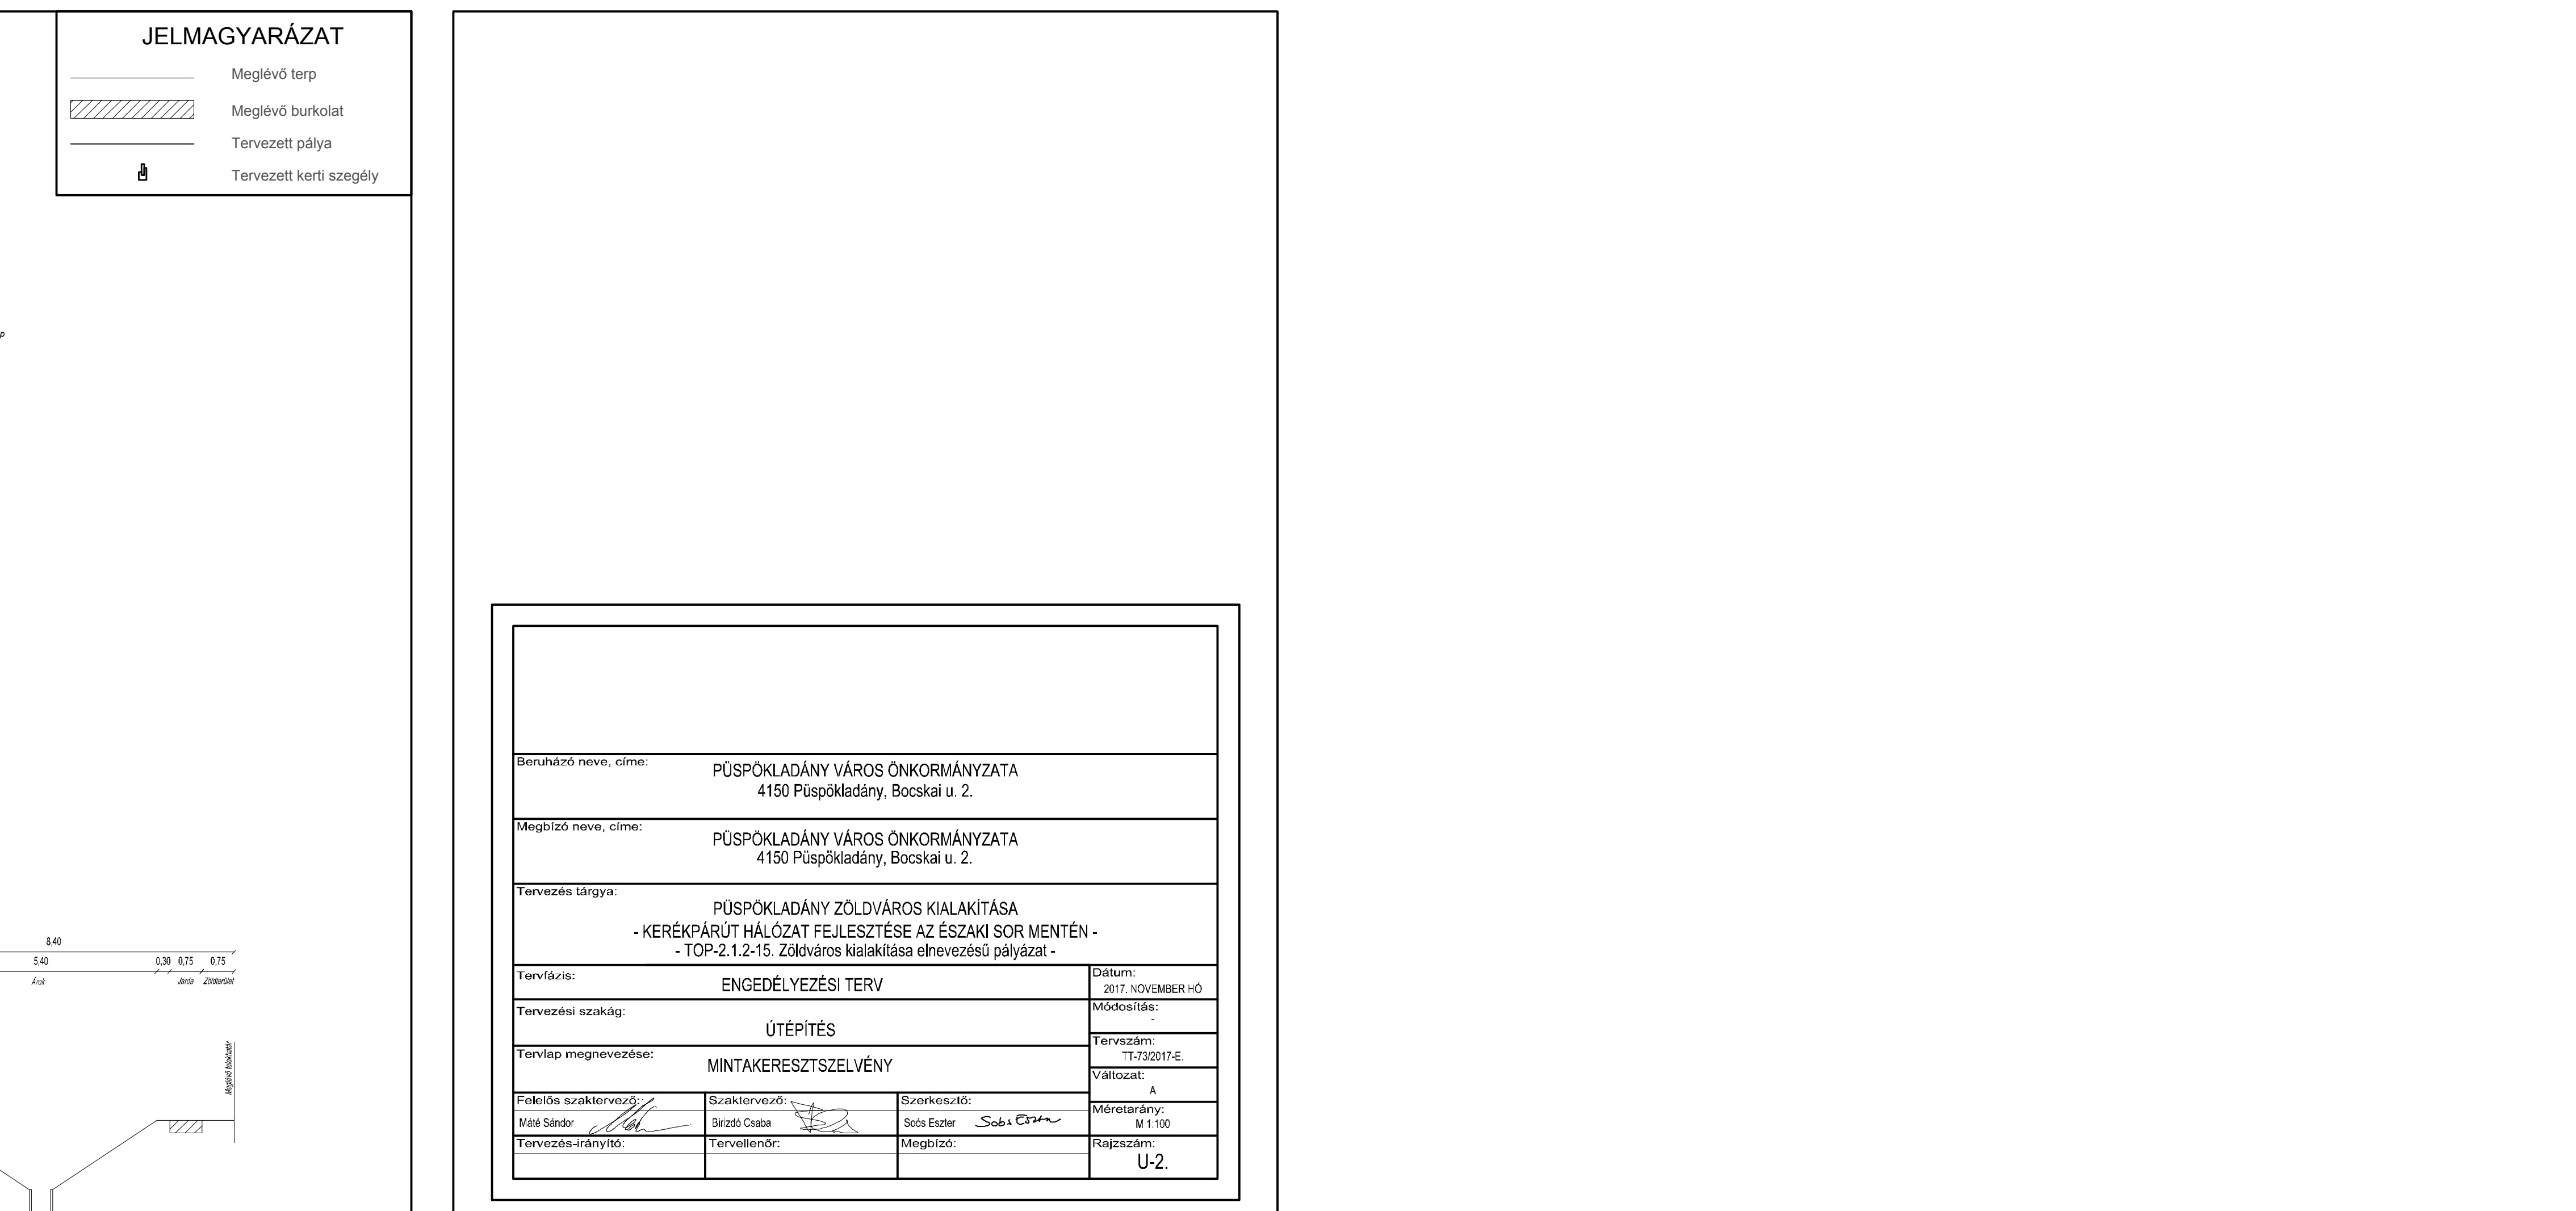 JELMAGYARÁZAT
Meglévő terp
Meglévő burkolat
Tervezett pálya
Tervezett kerti szegély
p
8,40
5,40 0,30 0,75 0,75
Árok Járda Zöldterület
Meglévő telekhatár
Beruházó neve, címe:
PÜSPÖKLADÁNY VÁROS ÖNKORMÁNYZATA
4150 Püspökladány, Bocskai u. 2.
Megbízó neve, címe:
PÜSPÖKLADÁNY VÁROS ÖNKORMÁNYZATA
4150 Püspökladány, Bocskai u. 2.
Tervezés tárgya:
PÜSPÖKLADÁNY ZÖLDVÁROS KIALAKÍTÁSA
- KERÉKPÁRÚT HÁLÓZAT FEJLESZTÉSE AZ ÉSZAKI SOR MENTÉN -
- TOP-2.1.2-15. Zöldváros kialakítása elnevezésű pályázat -
Tervfázis:
ENGEDÉLYEZÉSI TERV
Dátum:
2017. NOVEMBER HÓ
Tervezési szakág:
ÚTÉPÍTÉS
Módosítás:
-
Tervlap megnevezése:
MINTAKERESZTSZELVÉNY
Tervszám:
TT-73/2017-E.
Változat:
A
Felelős szaktervező: Szaktervező: Szerkesztő:
Máté Sándor Birizdó Csaba Soós Eszter Soós Eszter
Méretarány:
M 1:100
Tervezés-irányító: Tervellenőr: Megbízó:
Rajzszám:
U-2.